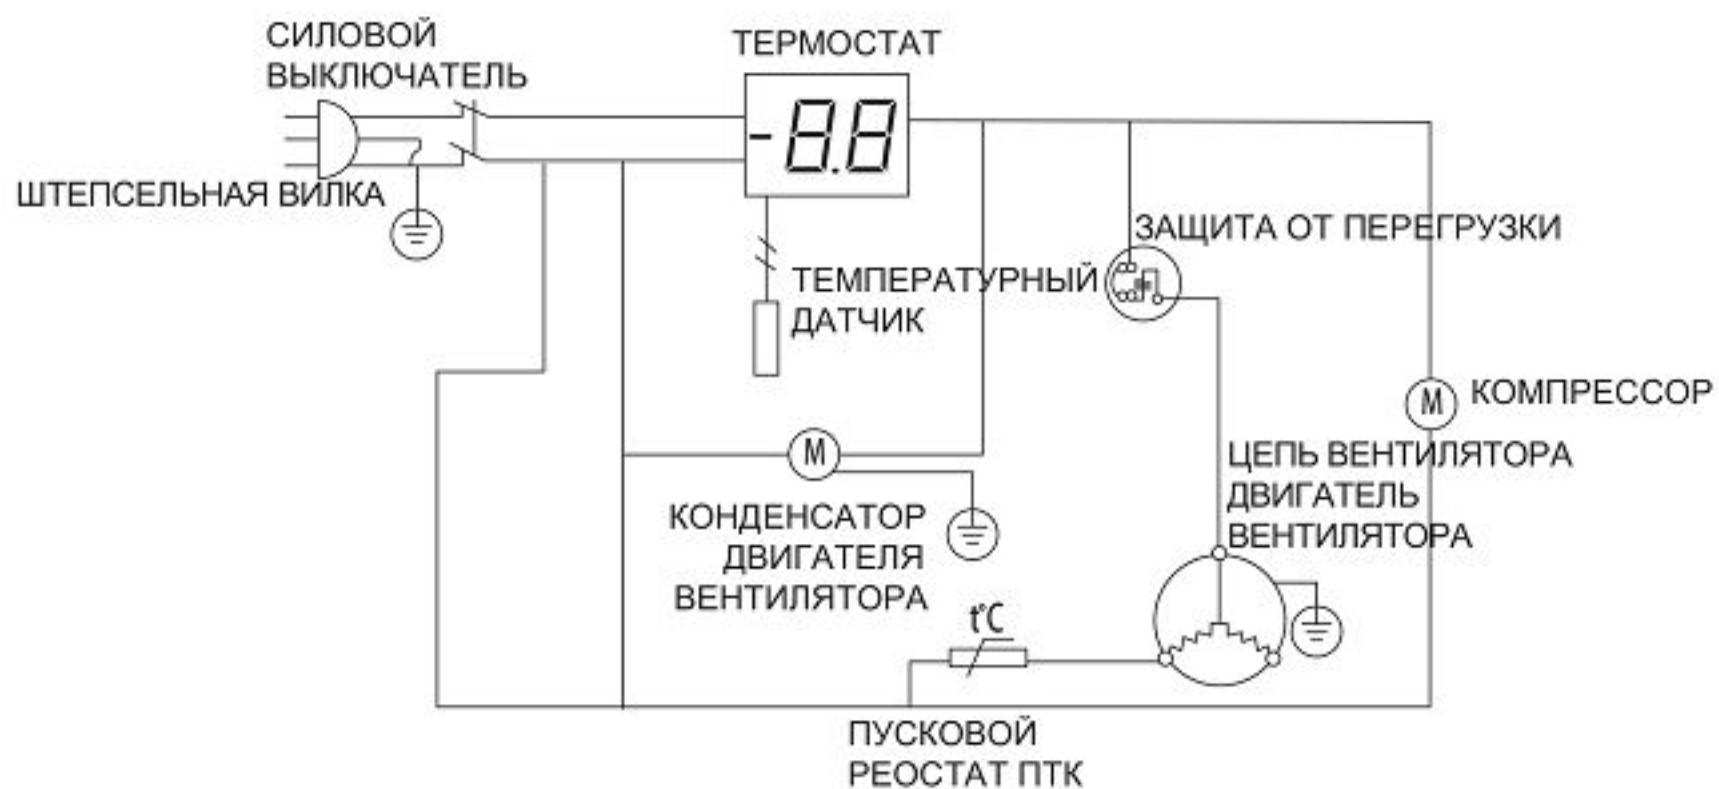 СИЛОВОЙ
ВЫКЛЮЧАТЕЛЬ
ТЕРМОСТАТ
-8.8
ШТЕПСЕЛЬНАЯ ВИЛКА
ЗАЩИТА ОТ ПЕРЕГРУЗКИ
ТЕМПЕРАТУРНЫЙ
ДАТЧИК
M
КОМПРЕССОР
M
ЦЕПЬ ВЕНТИЛЯТОРА
ДВИГАТЕЛЬ
ВЕНТИЛЯТОРА
КОНДЕНСАТОР
ДВИГАТЕЛЯ
ВЕНТИЛЯТОРА
t°C
ПУСКОВОЙ
РЕОСТАТ ПТК